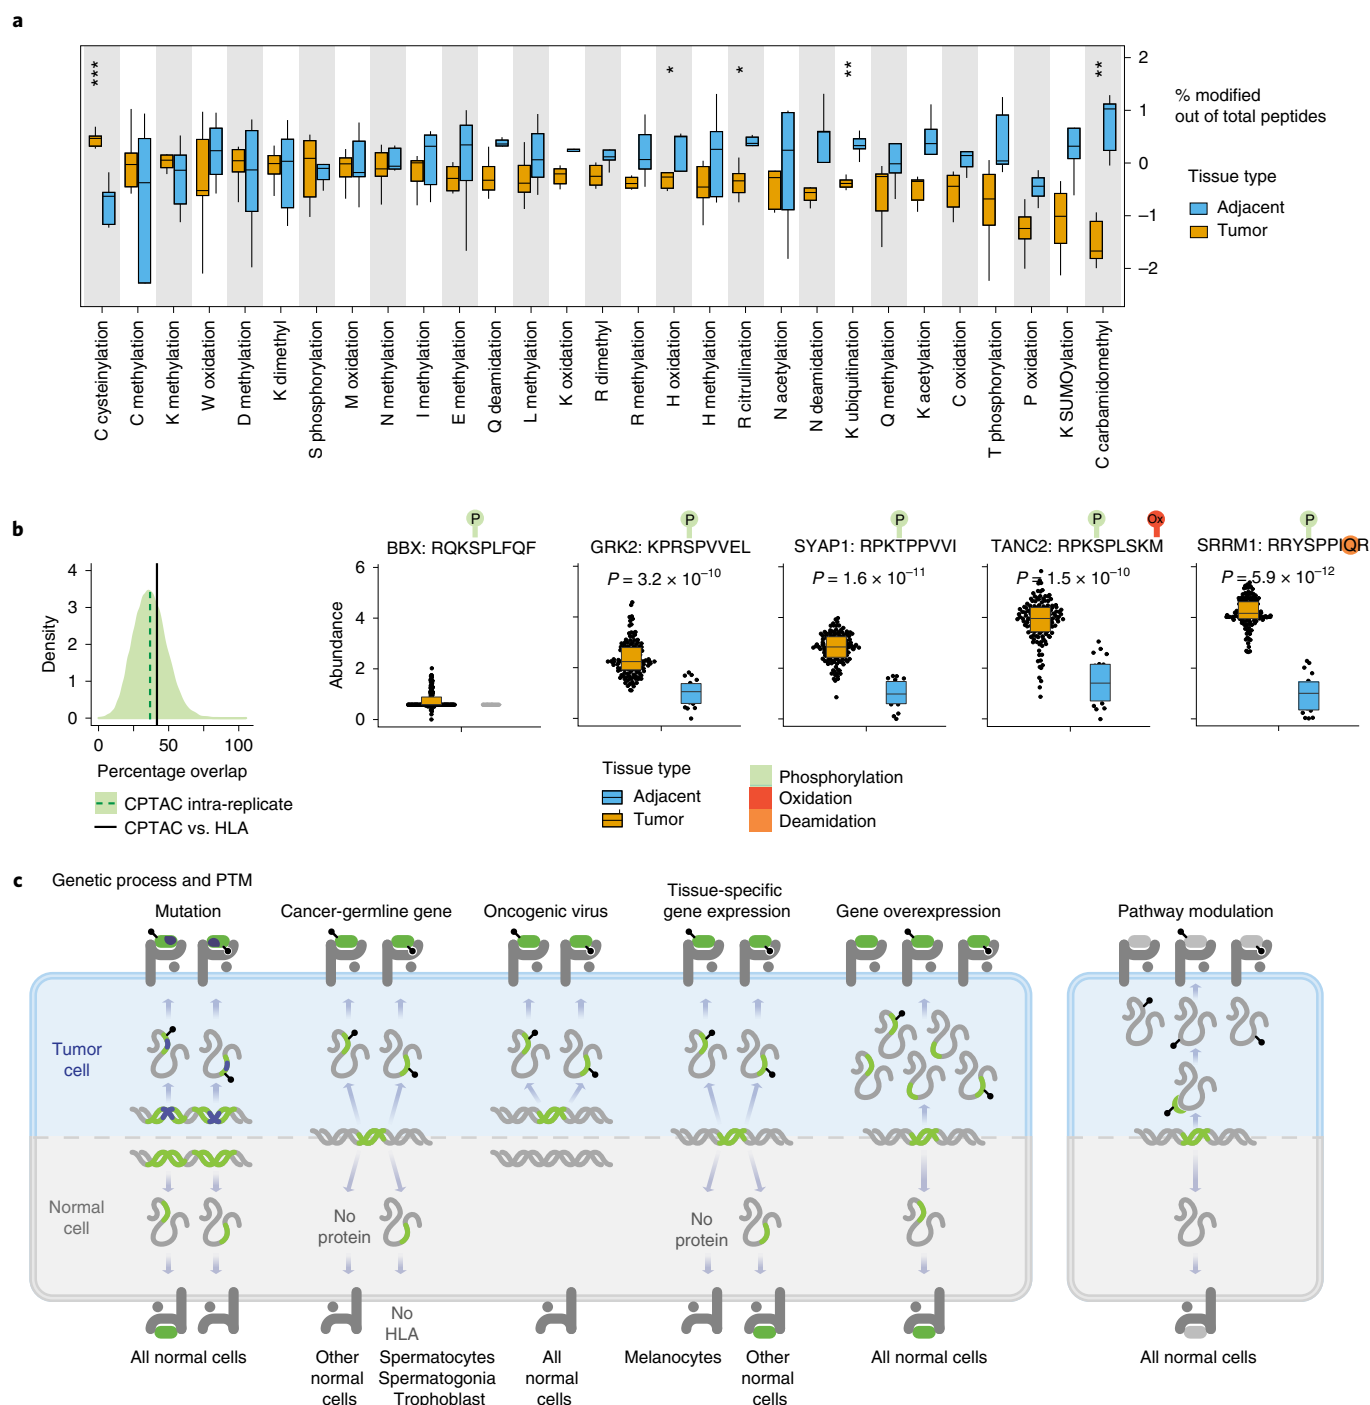 a
***
*
*
**
**
2
1
0
−1
−2
% modified
out of total peptides
Tissue type
Adjacent
Tumor
C cysteinylation
C methylation
K methylation
W oxidation
D methylation
K dimethyl
S phosphorylation
M oxidation
N methylation
I methylation
E methylation
Q deamidation
L methylation
K oxidation
R dimethyl
R methylation
H oxidation
H methylation
R citrullination
N acetylation
N deamidation
K ubiquitination
Q methylation
K acetylation
C oxidation
T phosphorylation
P oxidation
K SUMOylation
C carbamidomethyl
b
Density
4
3
2
1
0
0 50 100
Percentage overlap
CPTAC intra-replicate
CPTAC vs. HLA
Abundance
6
4
2
0
P
BBX: RQKSPLFQF
P
GRK2: KPRSPVVEL
P = 3.2 × 10−10
P
SYAP1: RPKTPPVVI
P = 1.6 × 10−11
P Ox
TANC2: RPKSPLSKM
P = 1.5 × 10−10
P
SRRM1: RRYSPPIQR
P = 5.9 × 10−12
Tissue type
Adjacent
Tumor
Phosphorylation
Oxidation
Deamidation
c
Genetic process and PTM
Mutation
Cancer-germline gene
Oncogenic virus
Tissue-specific
gene expression
Gene overexpression
Pathway modulation
Tumor
cell
Normal
cell
No
protein
No
protein
No
HLA
All normal cells
Other
normal
cells
Spermatocytes
Spermatogonia
Trophoblast
All
normal
cells
Melanocytes
Other
normal
cells
All normal cells
All normal cells